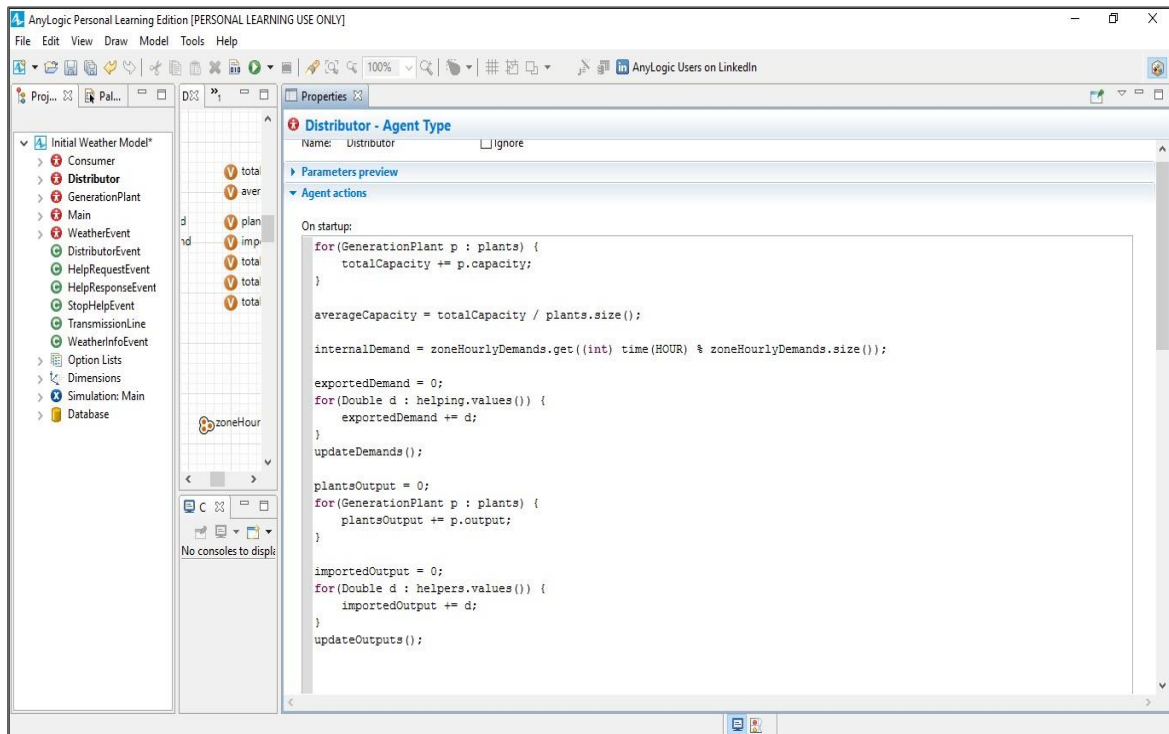 AnyLogic Personal Learning Edition [PERSONAL LEARNING USE ONLY]
File Edit View Draw Model Tools Help
100%
AnyLogic Users on LinkedIn
Proj...
Pal...
Properties
Initial Weather Model*
Consumer
Distributor
GenerationPlant
Main
WeatherEvent
DistributorEvent
HelpRequestEvent
HelpResponseEvent
StopHelpEvent
TransmissionLine
WeatherInfoEvent
Option Lists
Dimensions
Simulation: Main
Database
total
aver
plan
imp
total
total
total
zoneHour
C
No consoles to displa
Distributor - Agent Type
Name: Distributor Ignore
Parameters preview
Agent actions
On startup:
for(GenerationPlant p : plants) {
totalCapacity += p.capacity;
}
averageCapacity = totalCapacity / plants.size();
internalDemand = zoneHourlyDemands.get((int) time(HOUR) % zoneHourlyDemands.size());
exportedDemand = 0;
for(Double d : helping.values()) {
exportedDemand += d;
}
updateDemands();
plantsOutput = 0;
for(GenerationPlant p : plants) {
plantsOutput += p.output;
}
importedOutput = 0;
for(Double d : helpers.values()) {
importedOutput += d;
}
updateOutputs();